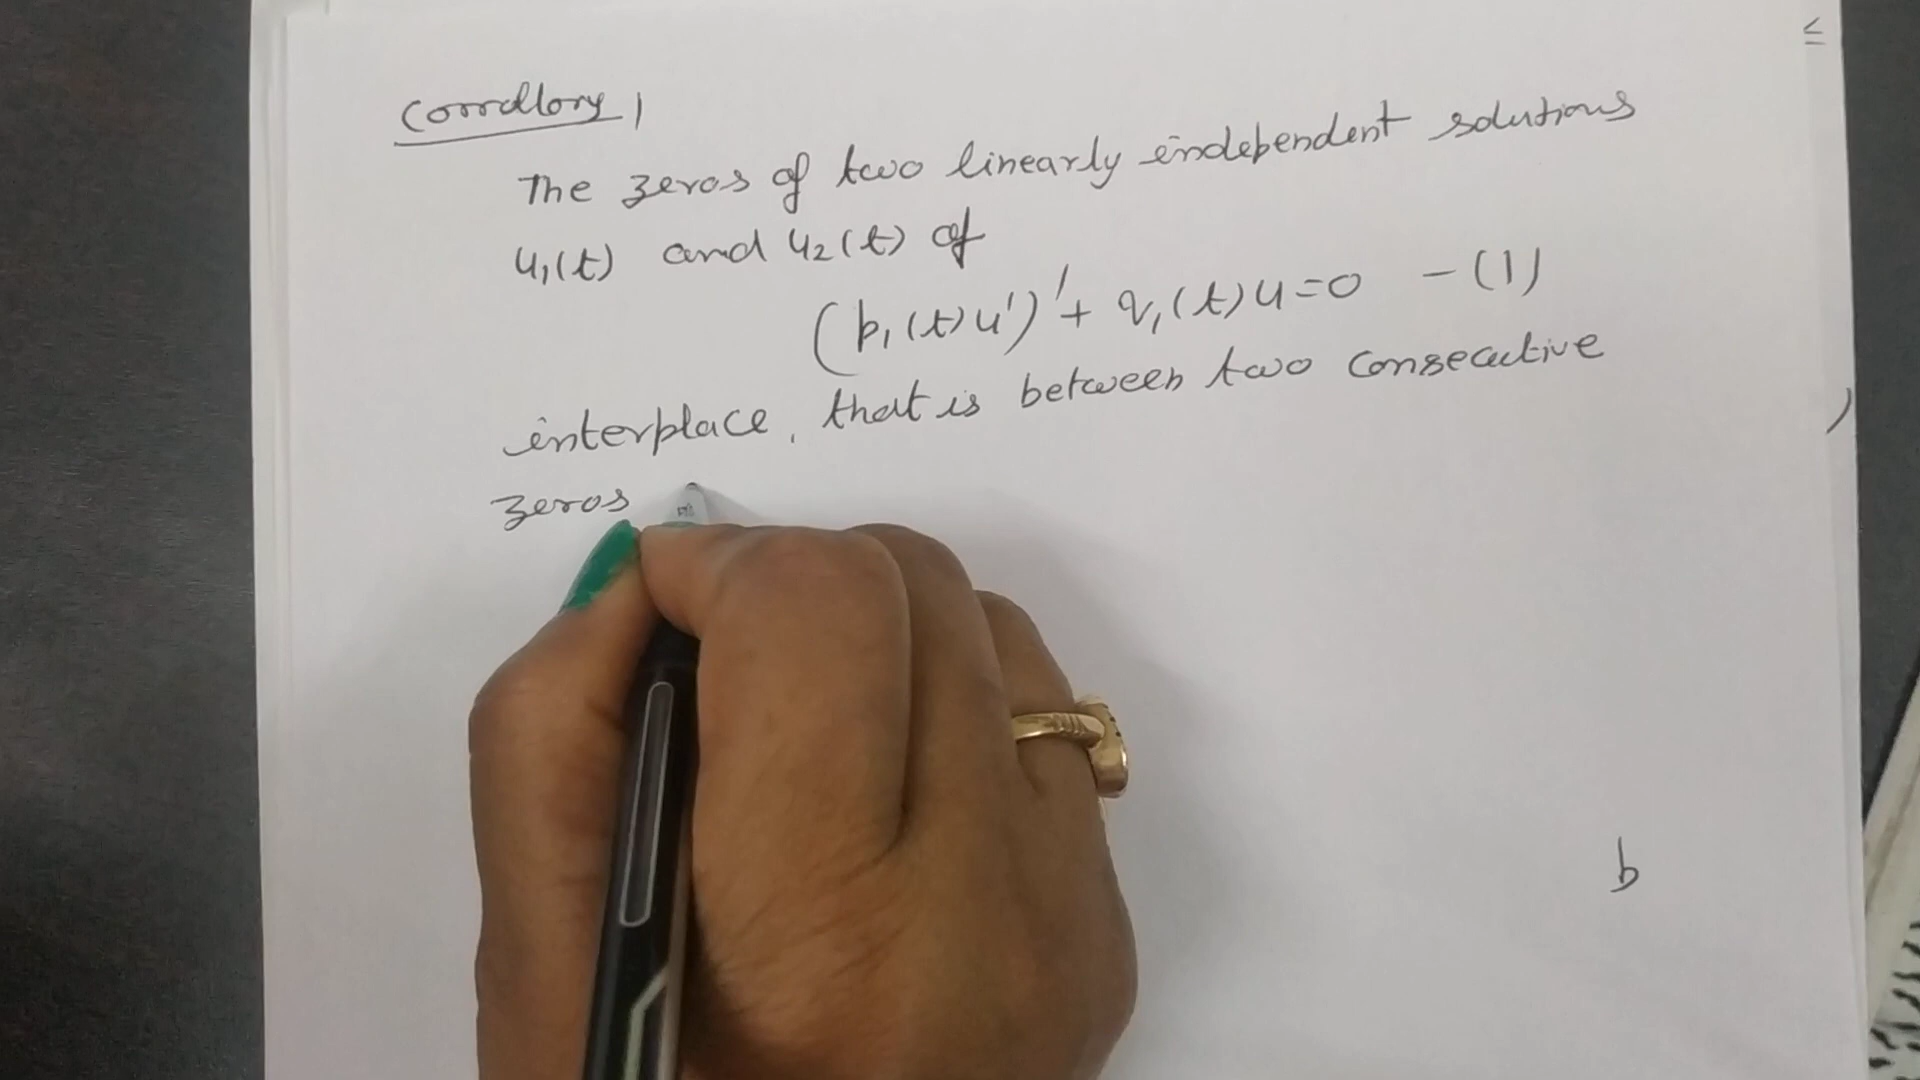 Corrollory 1
The zeros of two linearly independent solutions
u₁(t) and u₂(t) of
(p₁(t)u')' + q₁(t)u=0 -(1)
interplace, that is between two consecutive
zeros
≤
)
b